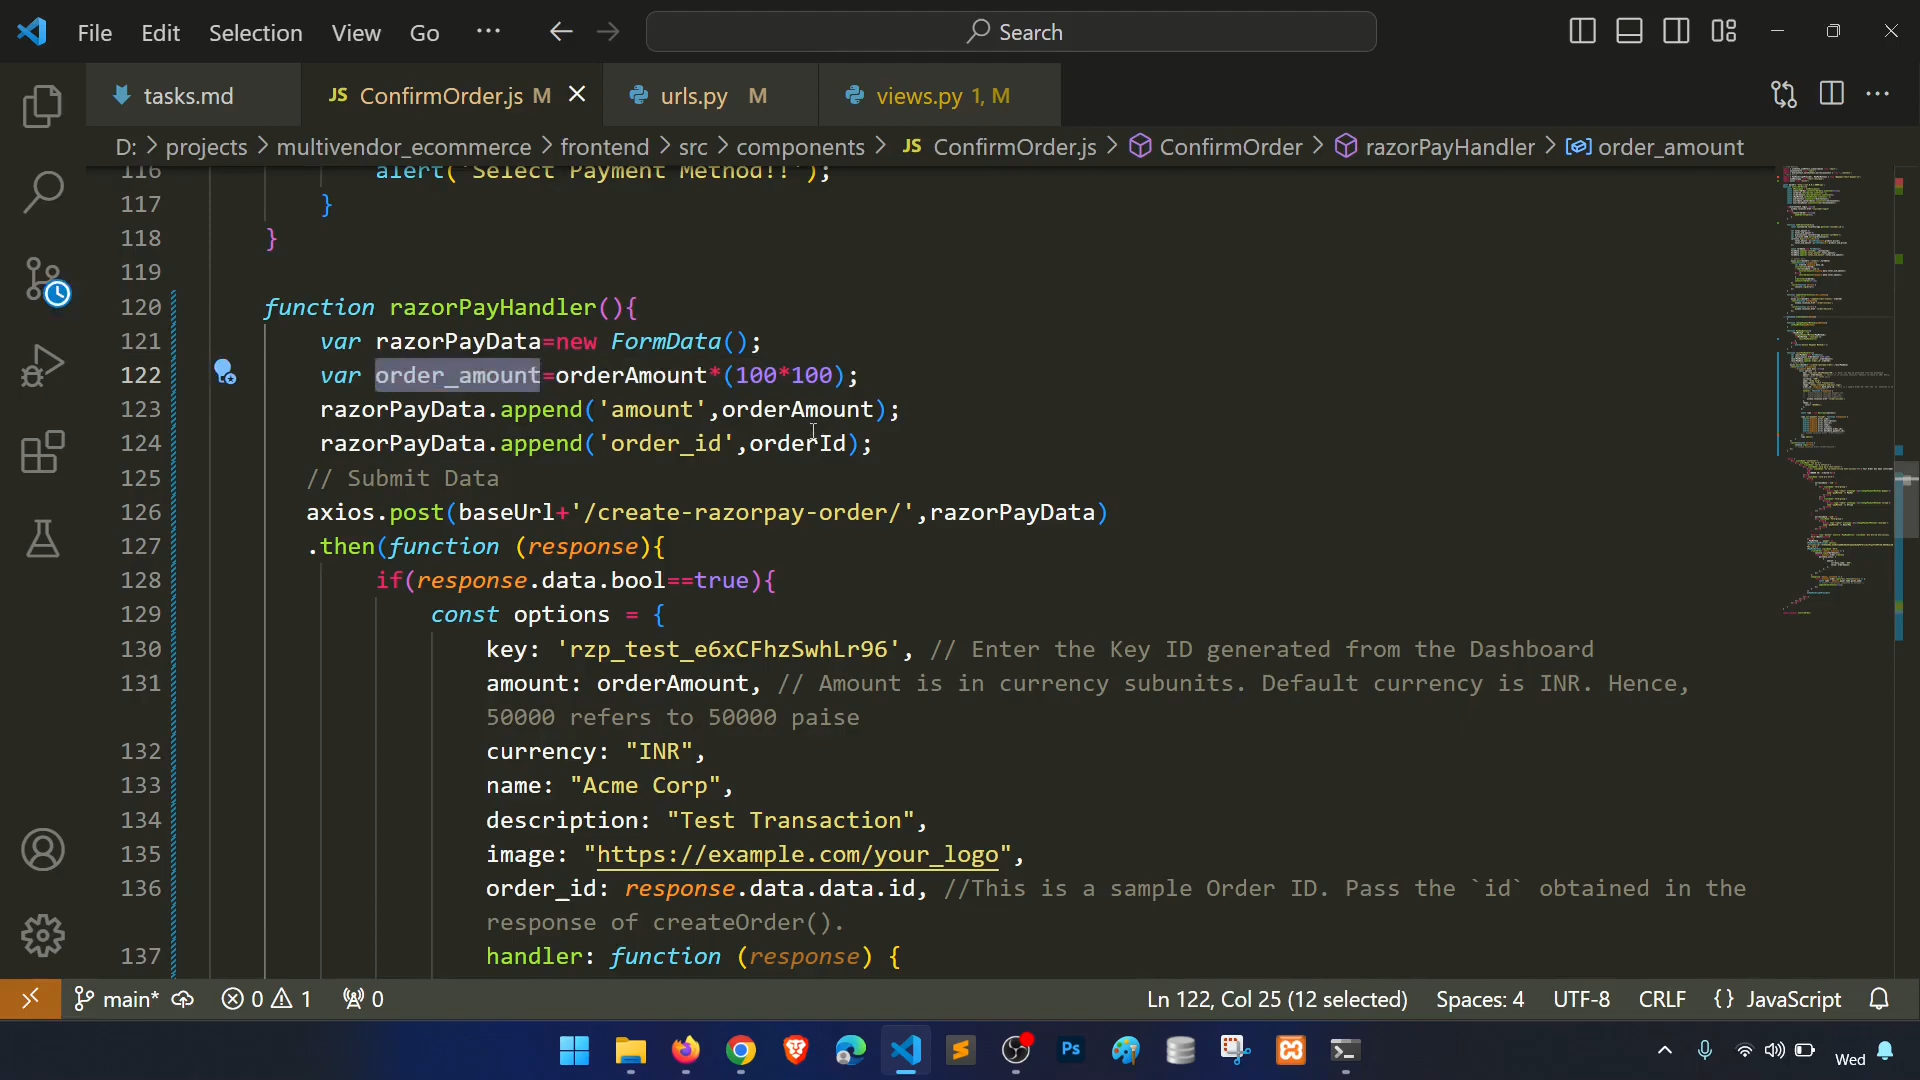 File Edit Selection View Go ··· Search
tasks.md JS ConfirmOrder.js M urls.py M views.py 1, M
D: > projects > multivendor_ecommerce > frontend > src > components > JS ConfirmOrder.js > ConfirmOrder > razorPayHandler > order_amount
116 alert('Select Payment Method!!');
117 }
118 }
119
120 function razorPayHandler(){
121 var razorPayData=new FormData();
122 var order_amount=orderAmount*(100*100);
123 razorPayData.append('amount',orderAmount);
124 razorPayData.append('order_id',orderId);
125 // Submit Data
126 axios.post(baseUrl+'/create-razorpay-order/',razorPayData)
127 .then(function (response){
128 if(response.data.bool==true){
129 const options = {
130 key: 'rzp_test_e6xCFhzSwhLr96', // Enter the Key ID generated from the Dashboard
131 amount: orderAmount, // Amount is in currency subunits. Default currency is INR. Hence,
50000 refers to 50000 paise
132 currency: "INR",
133 name: "Acme Corp",
134 description: "Test Transaction",
135 image: "https://example.com/your_logo",
136 order_id: response.data.data.id, //This is a sample Order ID. Pass the `id` obtained in the
response of createOrder().
137 handler: function (response) {
main* 0 1 0 Ln 122, Col 25 (12 selected) Spaces: 4 UTF-8 CRLF {} JavaScript
Ps Wed